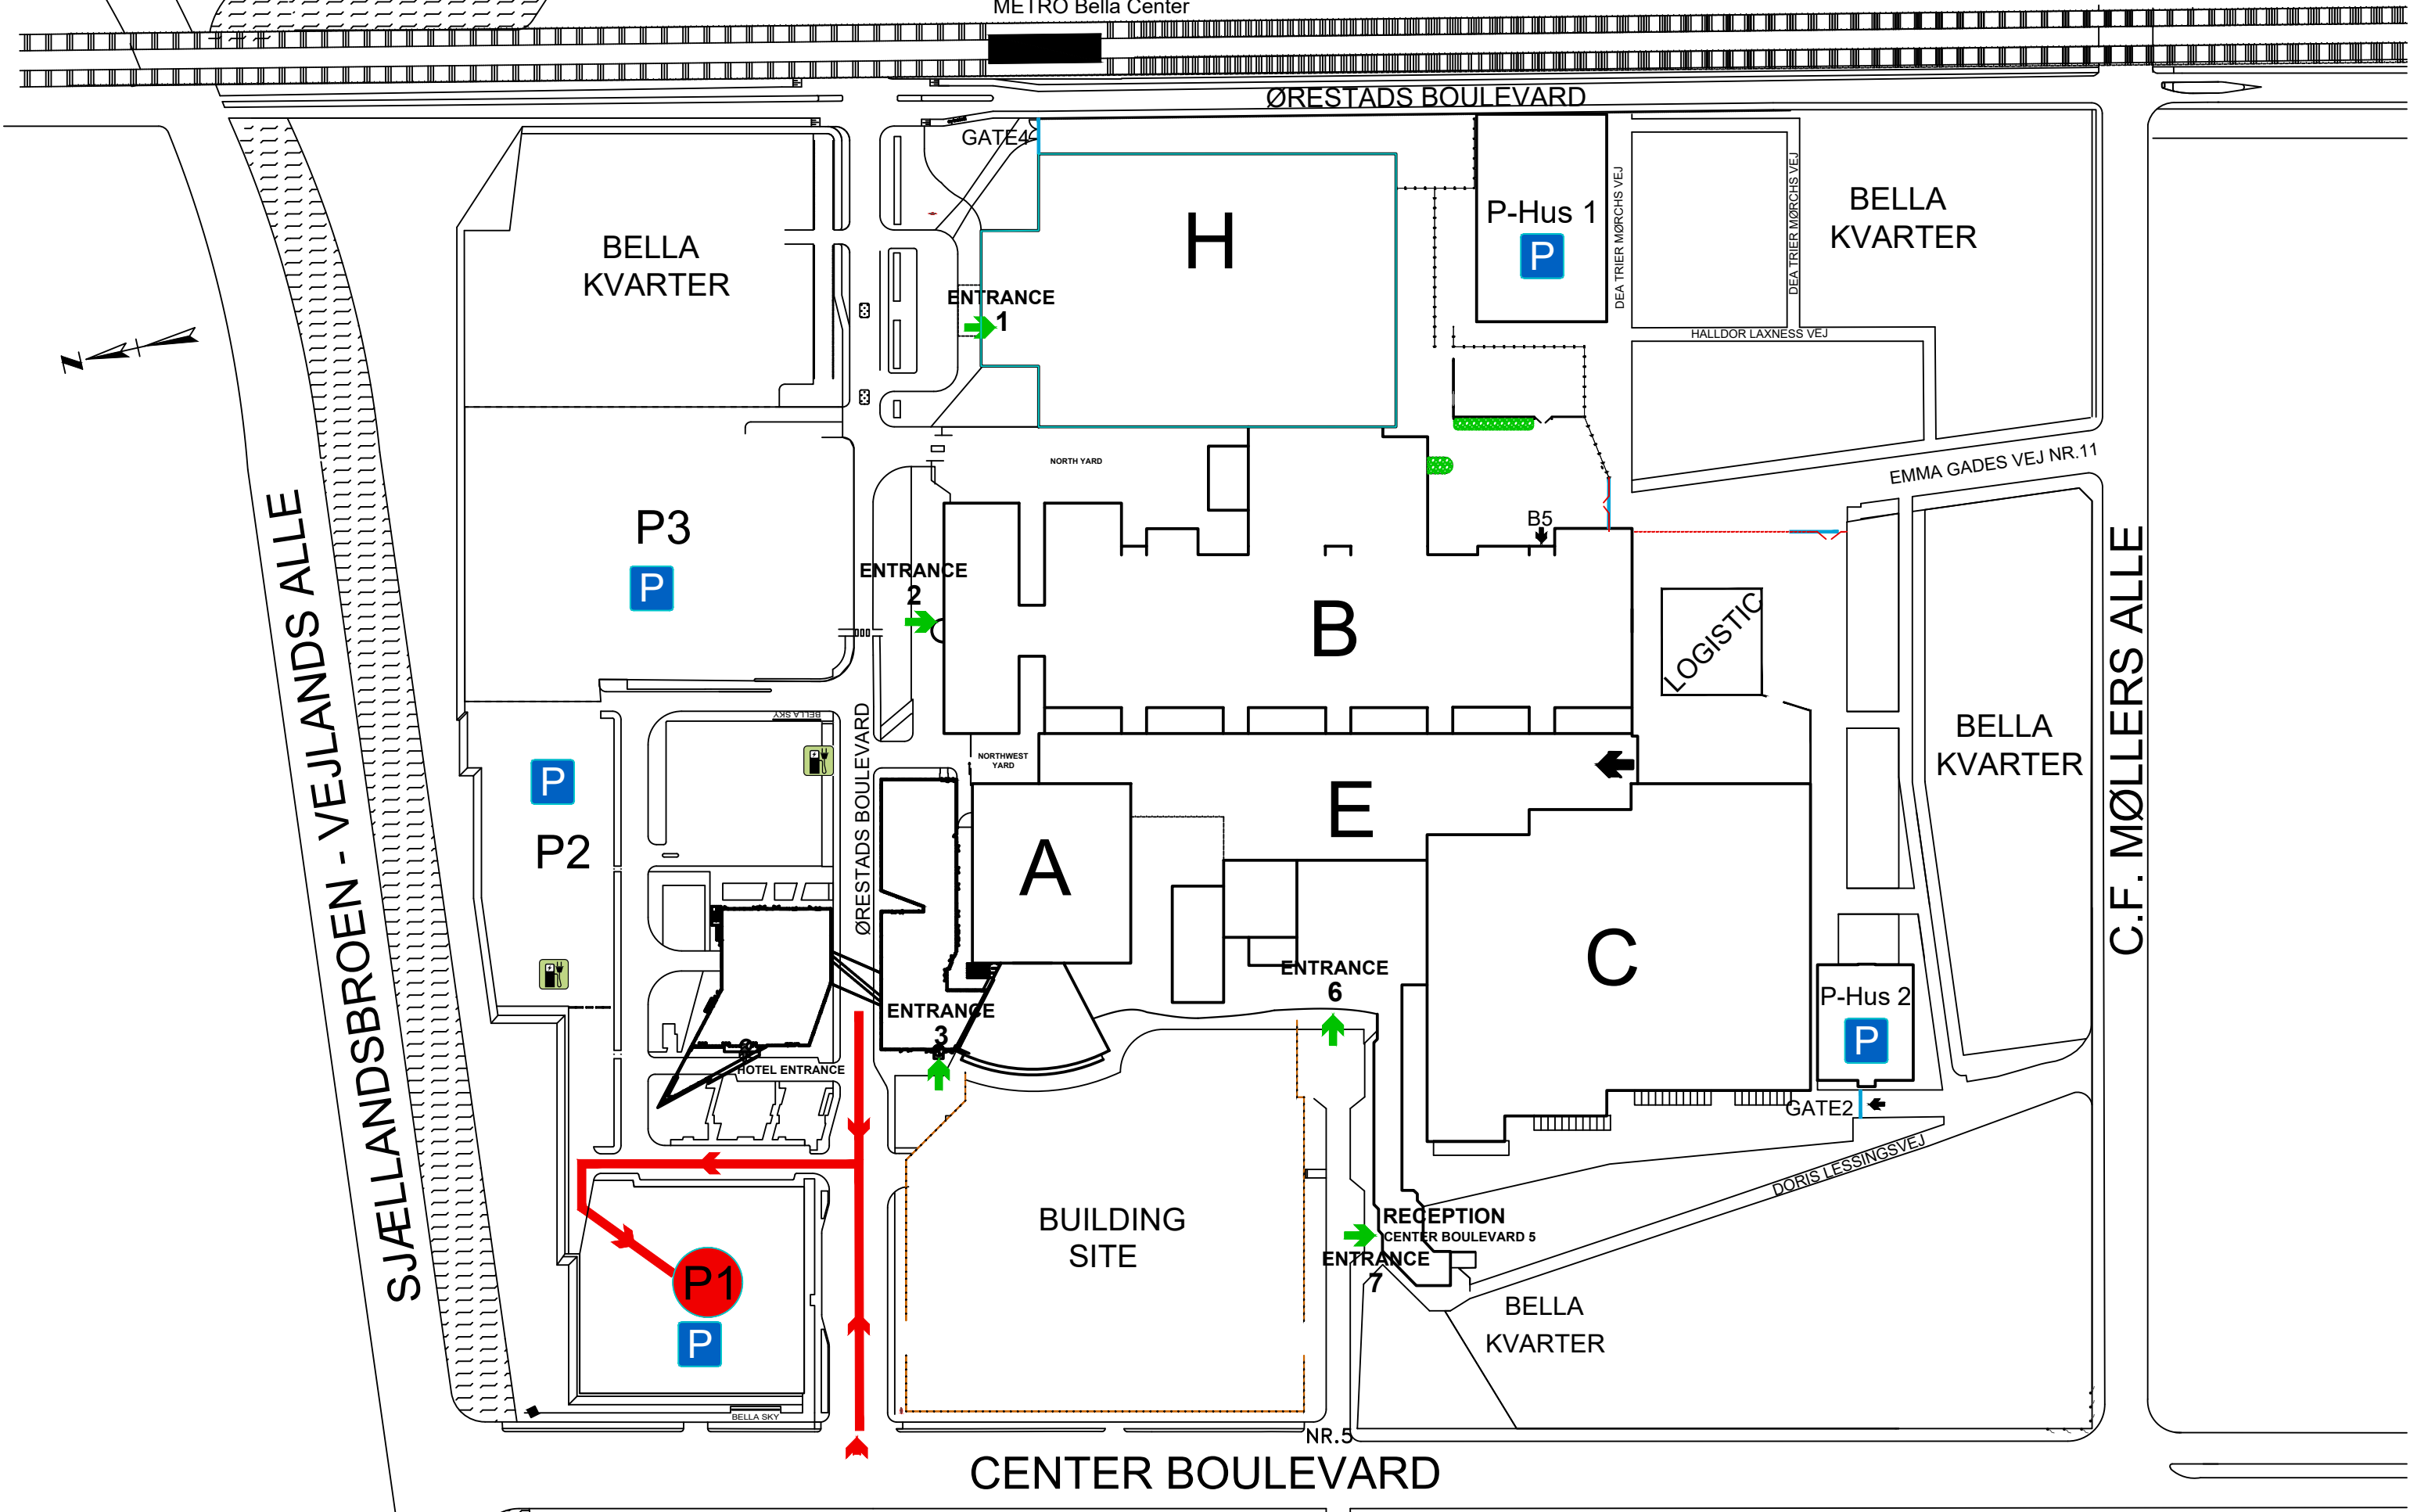 METRO Bella Center
ØRESTADS BOULEVARD
GATE4
H
P-Hus 1
P
DEA TRIER MØRCHS VEJ
DEA TRIER MØRCHS VEJ
BELLA
KVARTER
BELLA
KVARTER
ENTRANCE
1
HALLDOR LAXNESS VEJ
N
NORTH YARD
EMMA GADES VEJ NR.11
P3
P
B5
ENTRANCE
2
B
LOGISTIC
SJÆLLANDSBROEN - VEJLANDS ALLE
C.F. MØLLERS ALLE
BELLA SKY
ØRESTADS BOULEVARD
NORTHWEST
YARD
BELLA
KVARTER
P
P2
E
A
C
ENTRANCE
6
P-Hus 2
P
ENTRANCE
3
HOTEL ENTRANCE
GATE2
DORIS LESSINGSVEJ
BUILDING
SITE
RECEPTION
CENTER BOULEVARD 5
ENTRANCE
7
P1
P
BELLA
KVARTER
BELLA SKY
NR.5
CENTER BOULEVARD